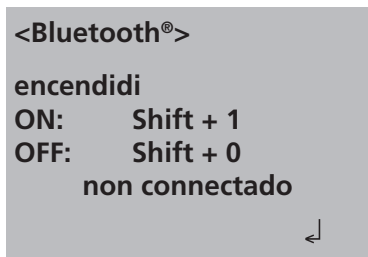 <Bluetooth®>
encendidi
ON: Shift + 1
OFF: Shift + 0
non connectado
↲